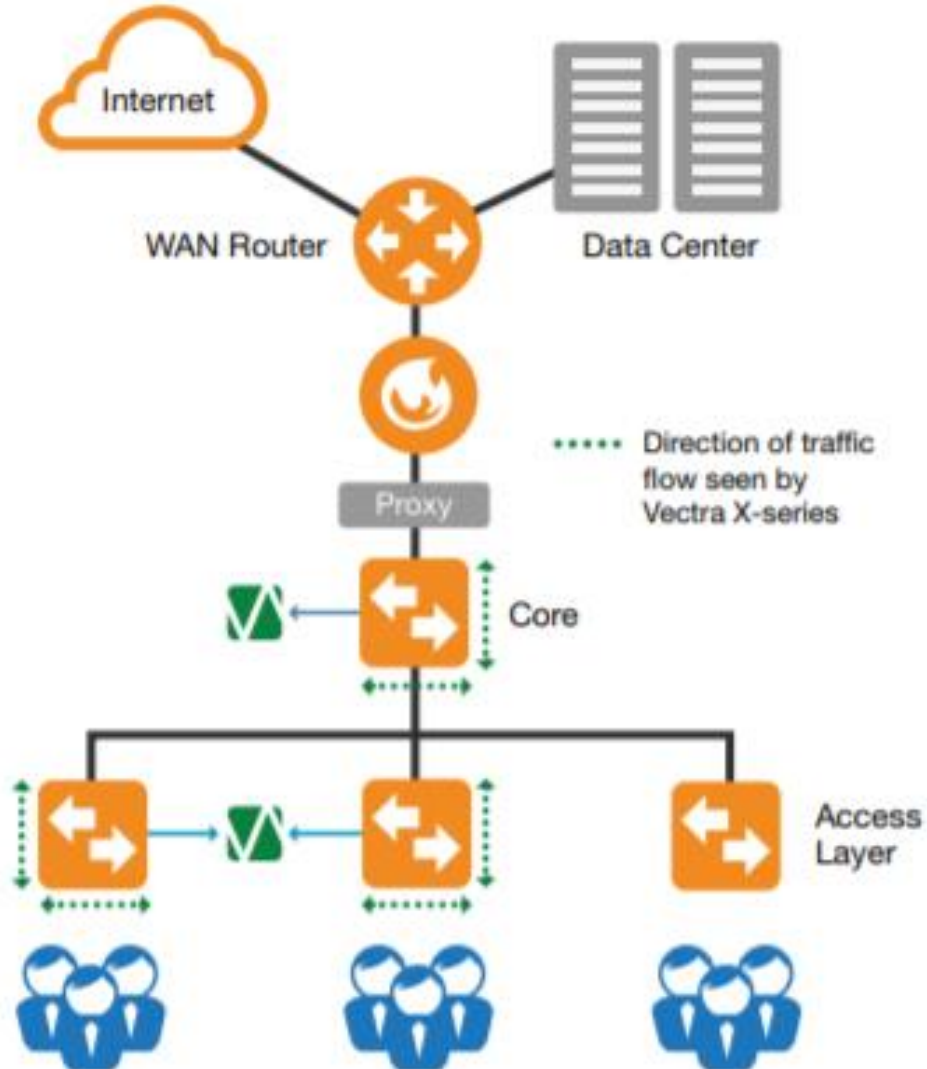 Internet
WAN Router
Data Center
Direction of traffic
flow seen by
Vectra X-series
Proxy
Core
Access
Layer